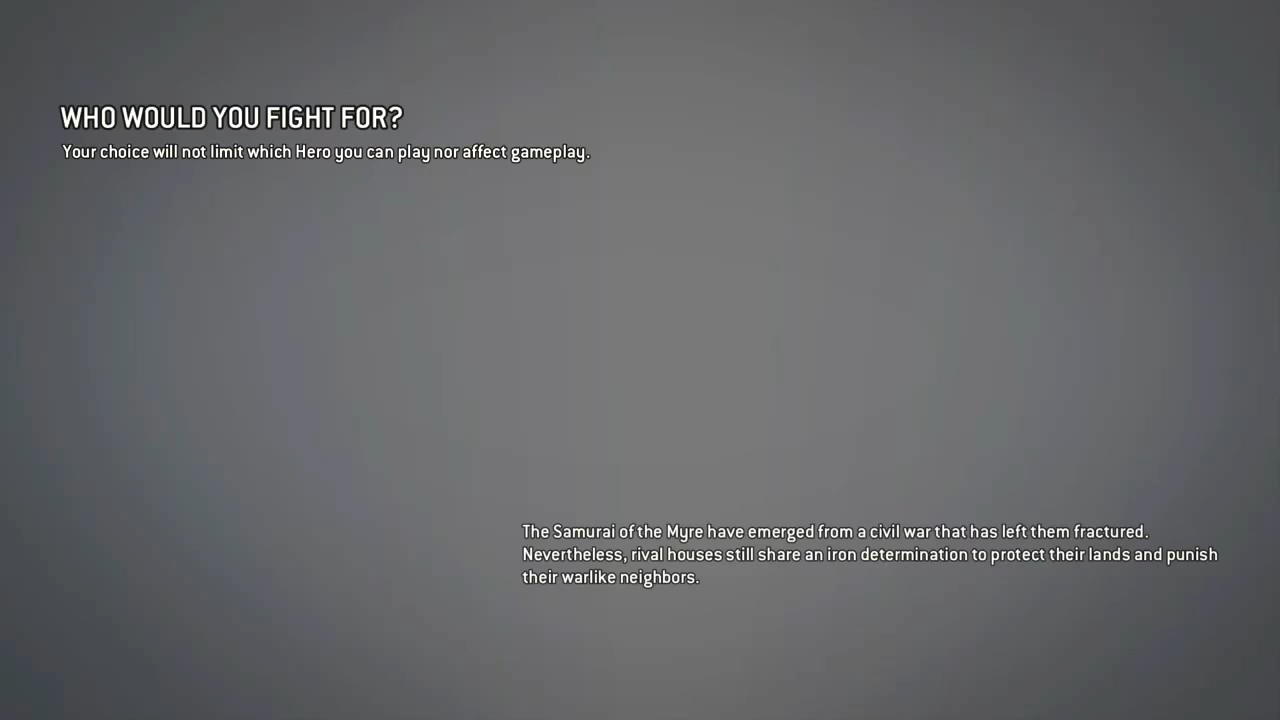 WHO WOULD YOU FIGHT FOR?
Your choice will not limit which Hero you can play nor affect gameplay.
The Samurai of the Myre have emerged from a civil war that has left them fractured.
Nevertheless, rival houses still share an iron determination to protect their lands and punish
their warlike neighbors.